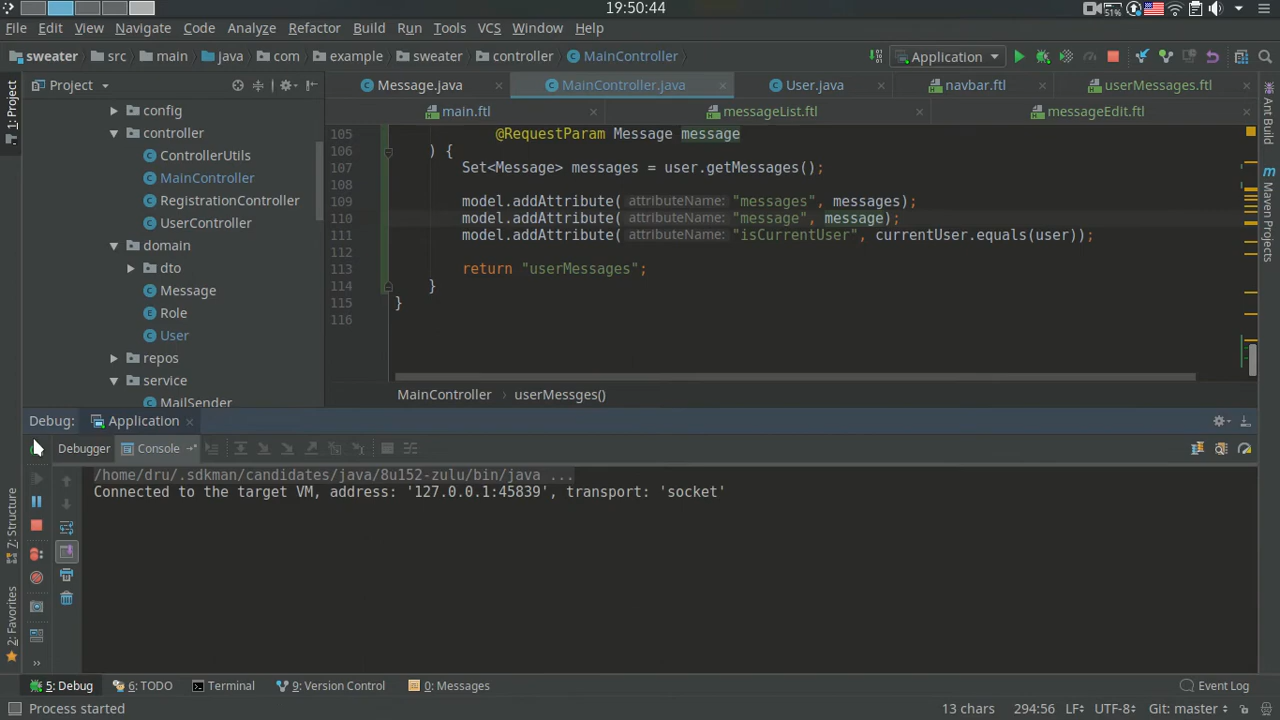 19:50:44
51%
File Edit View Navigate Code Analyze Refactor Build Run Tools VCS Window Help
sweater src main java com example sweater controller MainController Application
Project Message.java MainController.java User.java navbar.ftl userMessages.ftl
main.ftl messageList.ftl messageEdit.ftl
1: Project
7: Structure
2: Favorites
Ant Build
Maven Projects
config
controller
ControllerUtils
MainController
RegistrationController
UserController
domain
dto
Message
Role
User
repos
service
MailSender
105 @RequestParam Message message
106 ) {
107 Set<Message> messages = user.getMessages();
108
109 model.addAttribute( attributeName: "messages", messages);
110 model.addAttribute( attributeName: "message", message);
111 model.addAttribute( attributeName: "isCurrentUser", currentUser.equals(user));
112
113 return "userMessages";
114 }
115 }
116
MainController userMessges()
Debug: Application
Debugger Console
/home/dru/.sdkman/candidates/java/8u152-zulu/bin/java ...
Connected to the target VM, address: '127.0.0.1:45839', transport: 'socket'
5: Debug 6: TODO Terminal 9: Version Control 0: Messages Event Log
Process started 13 chars 294:56 LF÷ UTF-8÷ Git: master÷